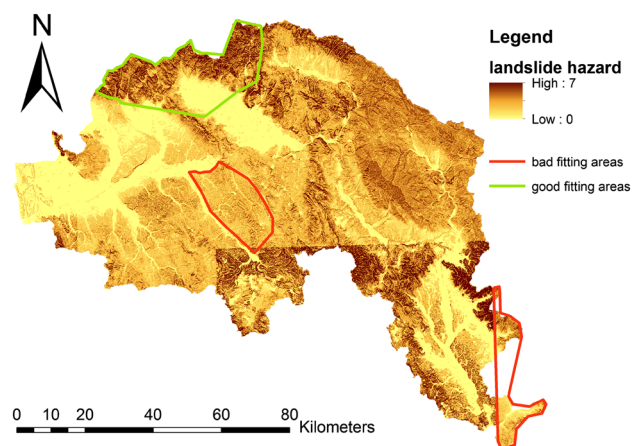 N
Legend
landslide hazard
High : 7
Low : 0
bad fitting areas
good fitting areas
0 5 10 20 40 60 80
Kilometers